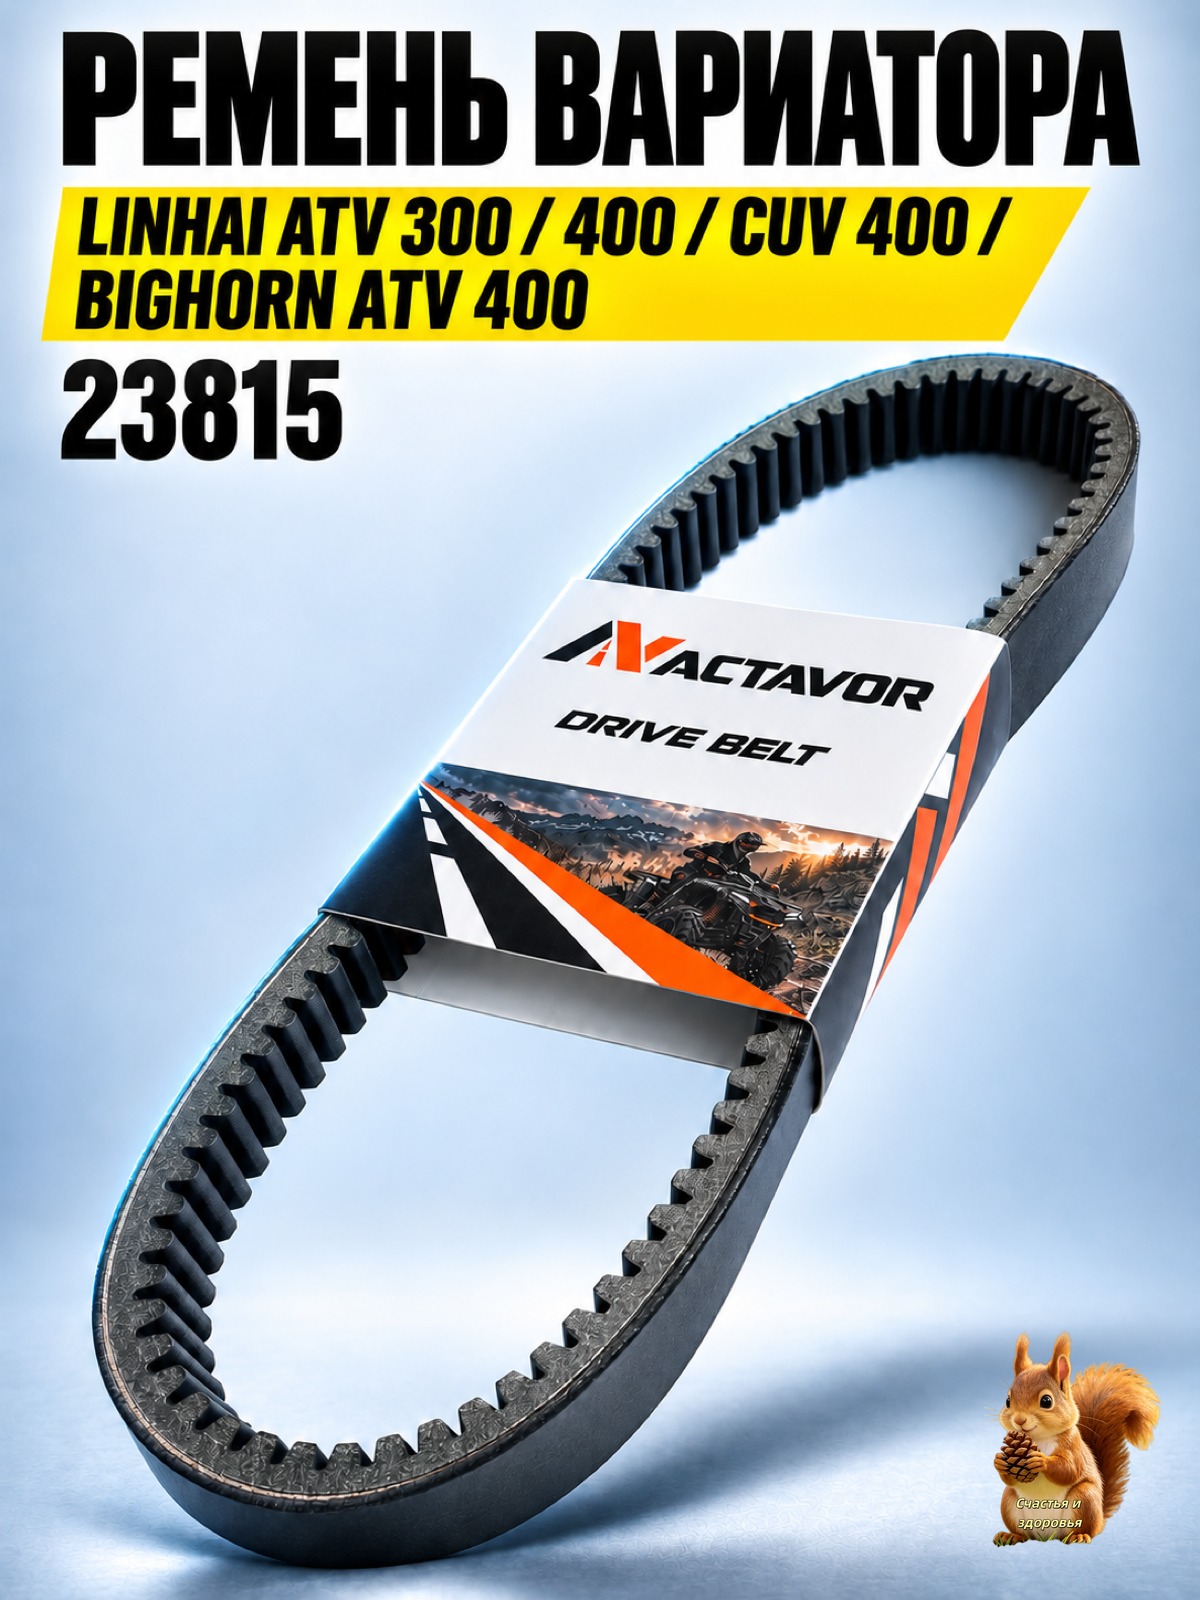 РЕМЕНЬ ВАРИАТОРА
LINHAI ATV 300 / 400 / CUV 400 /
BIGHORN ATV 400
23815
ACTAVOR
DRIVE BELT
Счастья и
здоровья